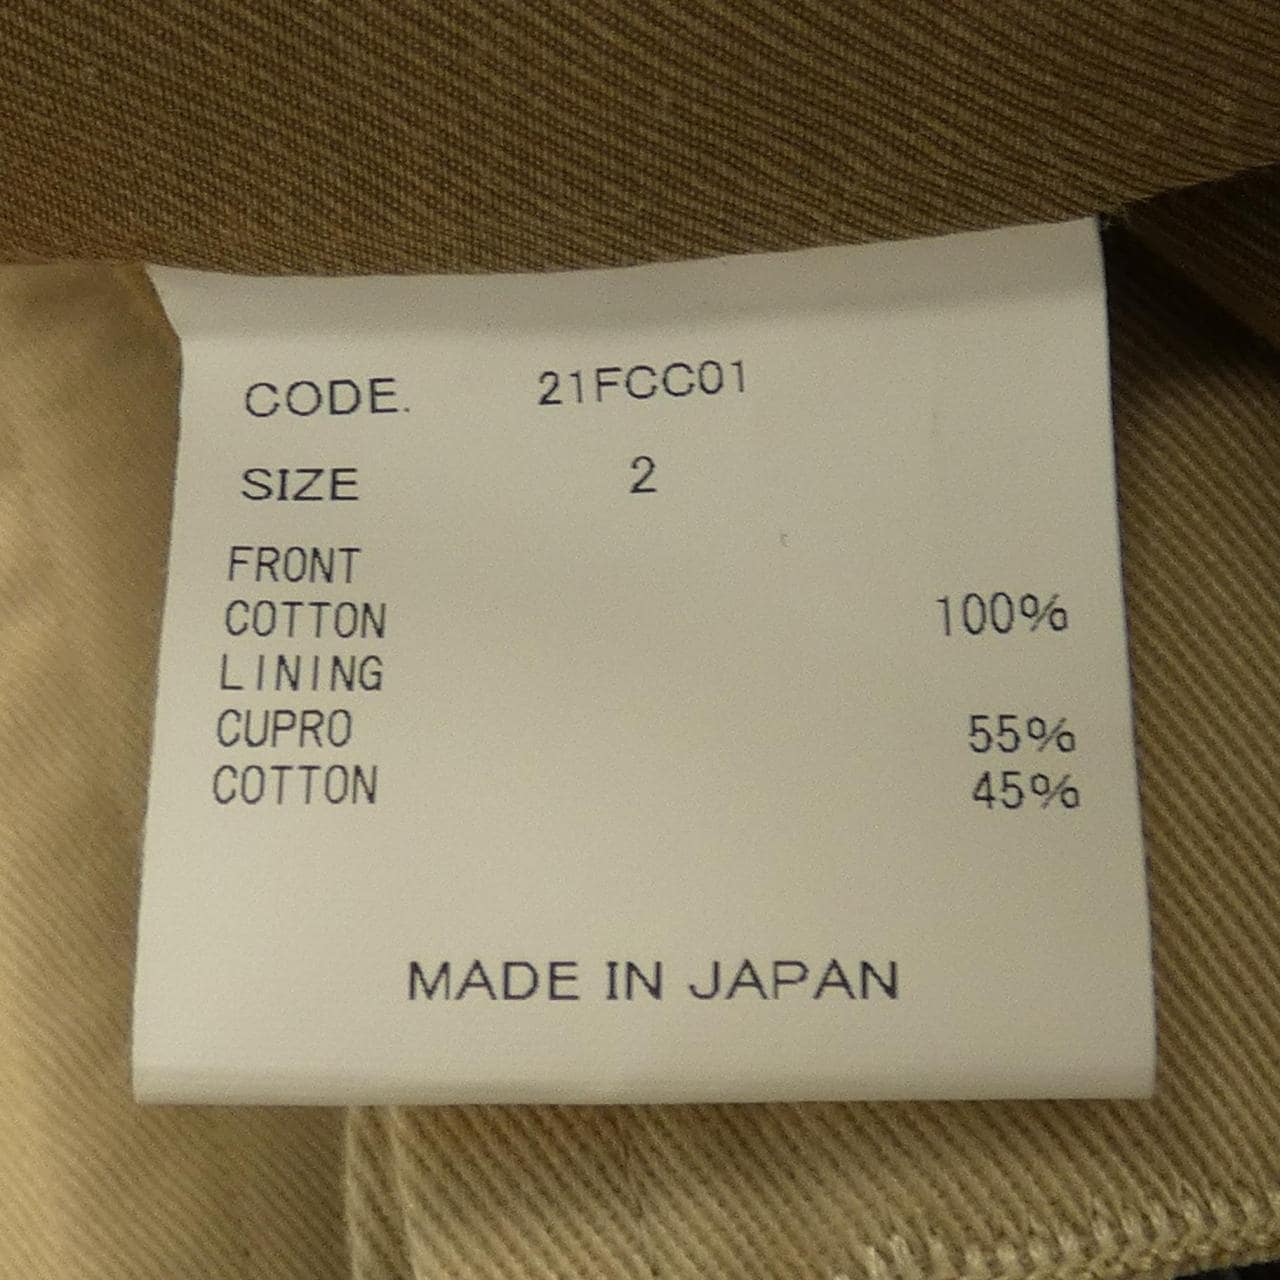 CODE. 21FCC01
SIZE 2
FRONT
COTTON 100%
LINING
CUPRO 55%
COTTON 45%
MADE IN JAPAN